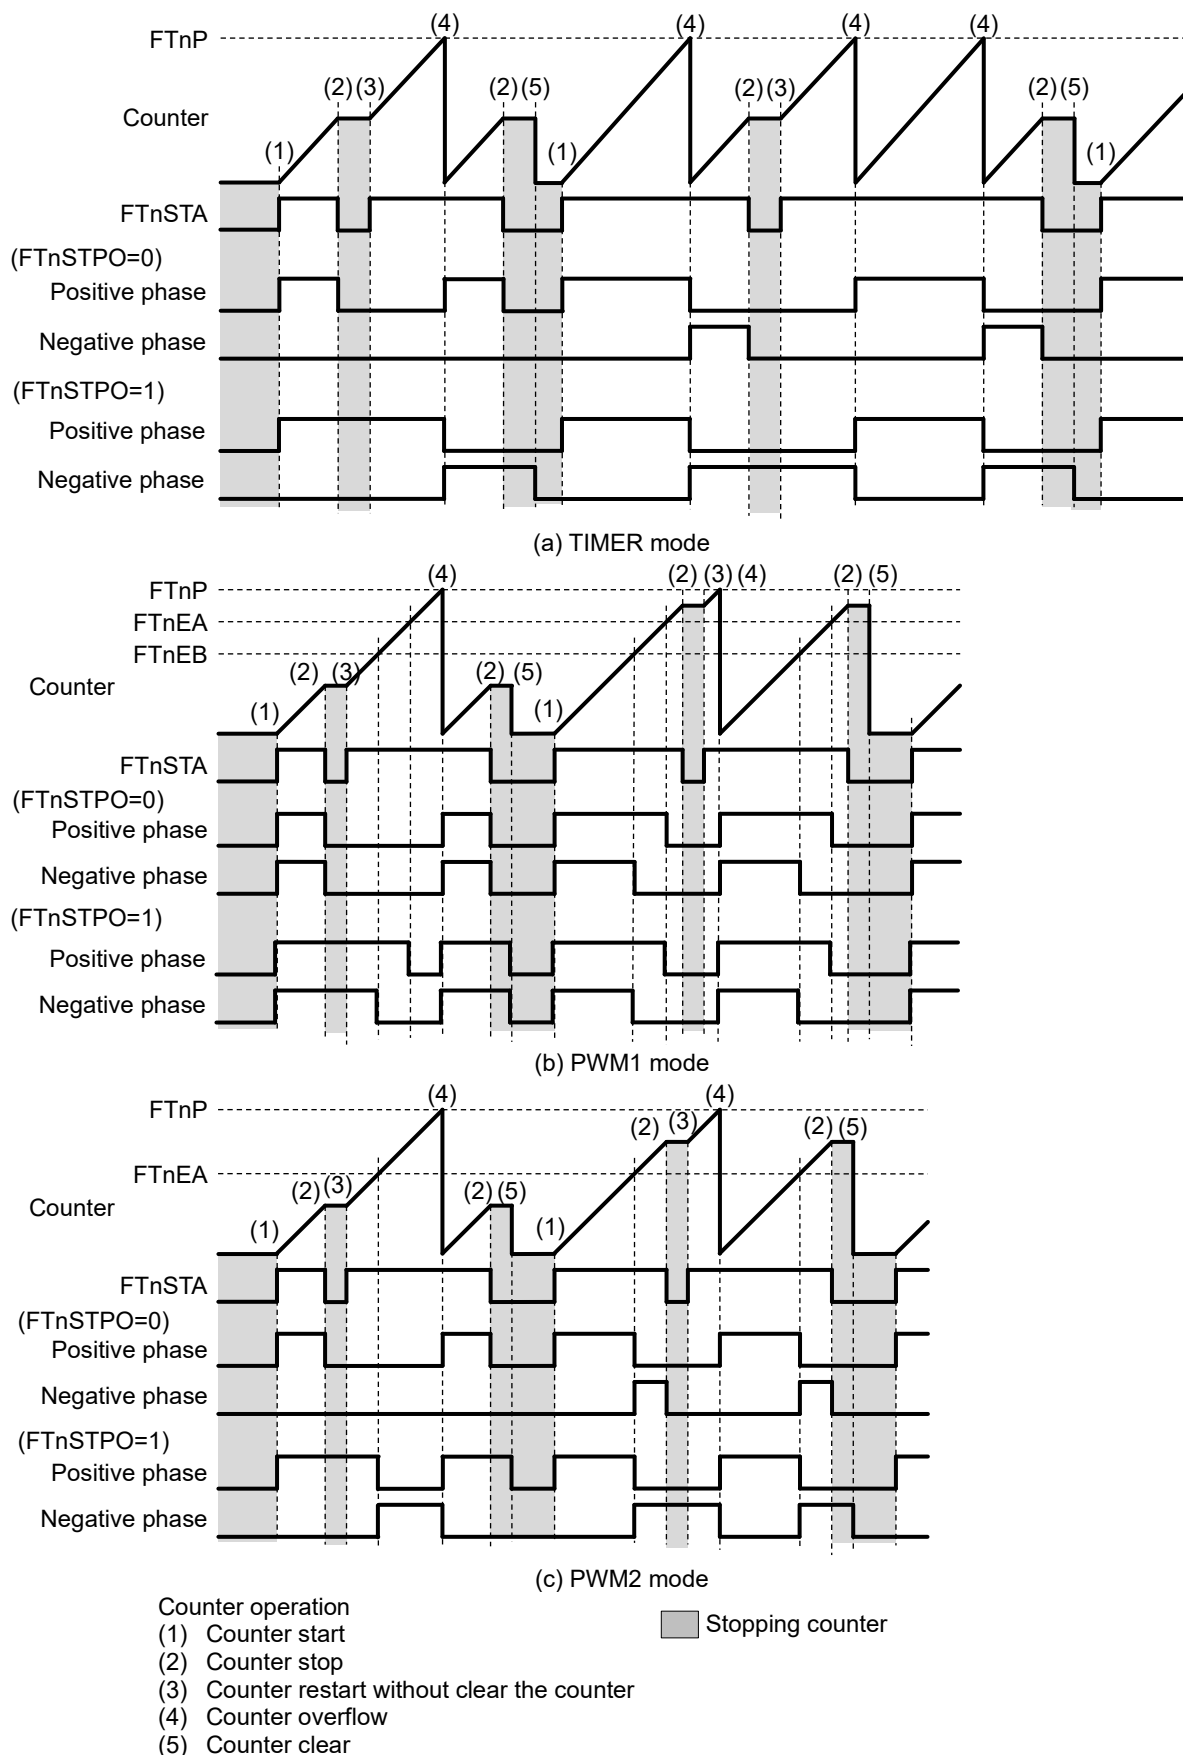 (4) (4) (4) (4)
FTnP
(2) (3) (2) (5) (2) (3) (2) (5)
Counter
(1) (1) (1)
FTnSTA
(FTnSTPO=0)
Positive phase
Negative phase
(FTnSTPO=1)
Positive phase
Negative phase
(a) TIMER mode
FTnP (4) (2) (3) (4) (2) (5)
FTnEA
FTnEB
(2) (3) (2) (5)
Counter
(1) (1)
FTnSTA
(FTnSTPO=0)
Positive phase
Negative phase
(FTnSTPO=1)
Positive phase
Negative phase
(b) PWM1 mode
(4) (4)
FTnP
(2) (3) (2) (5)
FTnEA
(2) (3) (2) (5)
Counter
(1) (1)
FTnSTA
(FTnSTPO=0)
Positive phase
Negative phase
(FTnSTPO=1)
Positive phase
Negative phase
(c) PWM2 mode
Counter operation
(1) Counter start
(2) Counter stop
(3) Counter restart without clear the counter
(4) Counter overflow
(5) Counter clear
Stopping counter